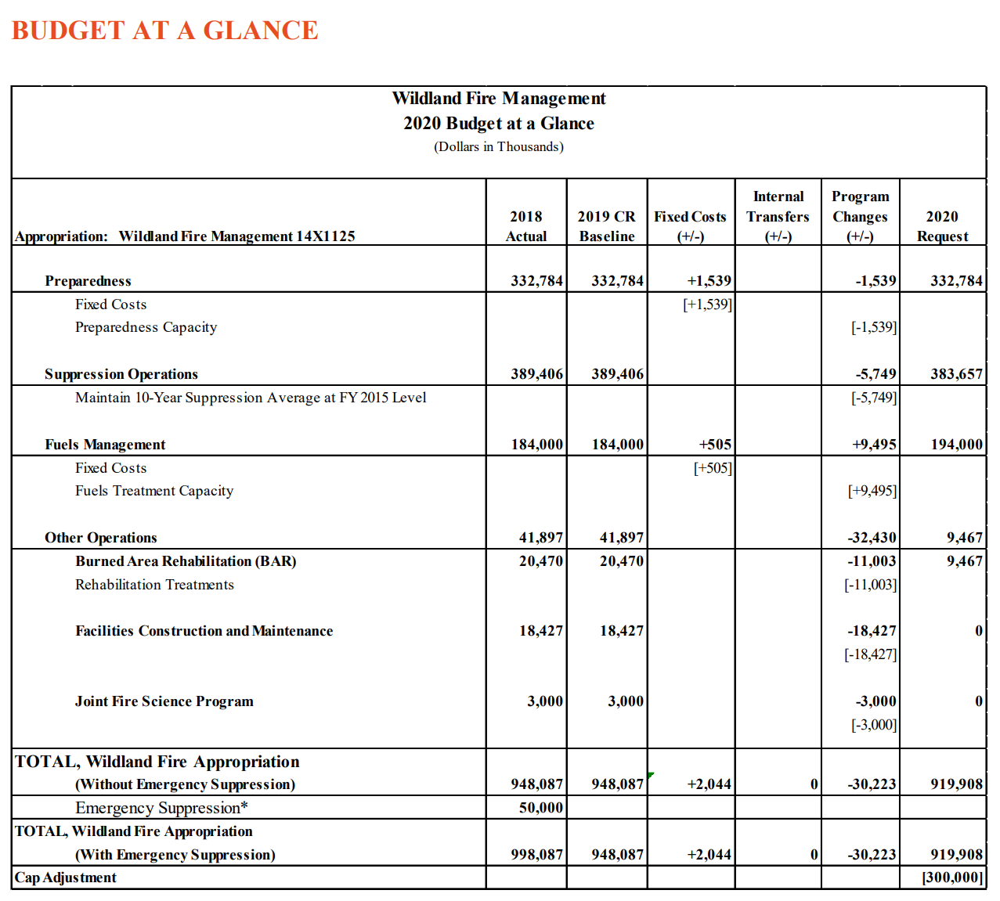 BUDGET AT A GLANCE
Wildland Fire Management
2020 Budget at a Glance
(Dollars in Thousands)
Appropriation: Wildland Fire Management 14X1125 2018 Actual 2019 CR Baseline Fixed Costs (+/-) Internal Transfers (+/-) Program Changes (+/-) 2020 Request
Preparedness 332,784 332,784 +1,539 -1,539 332,784
Fixed Costs [+1,539]
Preparedness Capacity [-1,539]
Suppression Operations 389,406 389,406 -5,749 383,657
Maintain 10-Year Suppression Average at FY 2015 Level [-5,749]
Fuels Management 184,000 184,000 +505 +9,495 194,000
Fixed Costs [+505]
Fuels Treatment Capacity [+9,495]
Other Operations 41,897 41,897 -32,430 9,467
Burned Area Rehabilitation (BAR) 20,470 20,470 -11,003 9,467
Rehabilitation Treatments [-11,003]
Facilities Construction and Maintenance 18,427 18,427 -18,427 0
[-18,427]
Joint Fire Science Program 3,000 3,000 -3,000 0
[-3,000]
TOTAL, Wildland Fire Appropriation
(Without Emergency Suppression) 948,087 948,087 +2,044 0 -30,223 919,908
Emergency Suppression* 50,000
TOTAL, Wildland Fire Appropriation
(With Emergency Suppression) 998,087 948,087 +2,044 0 -30,223 919,908
Cap Adjustment [300,000]